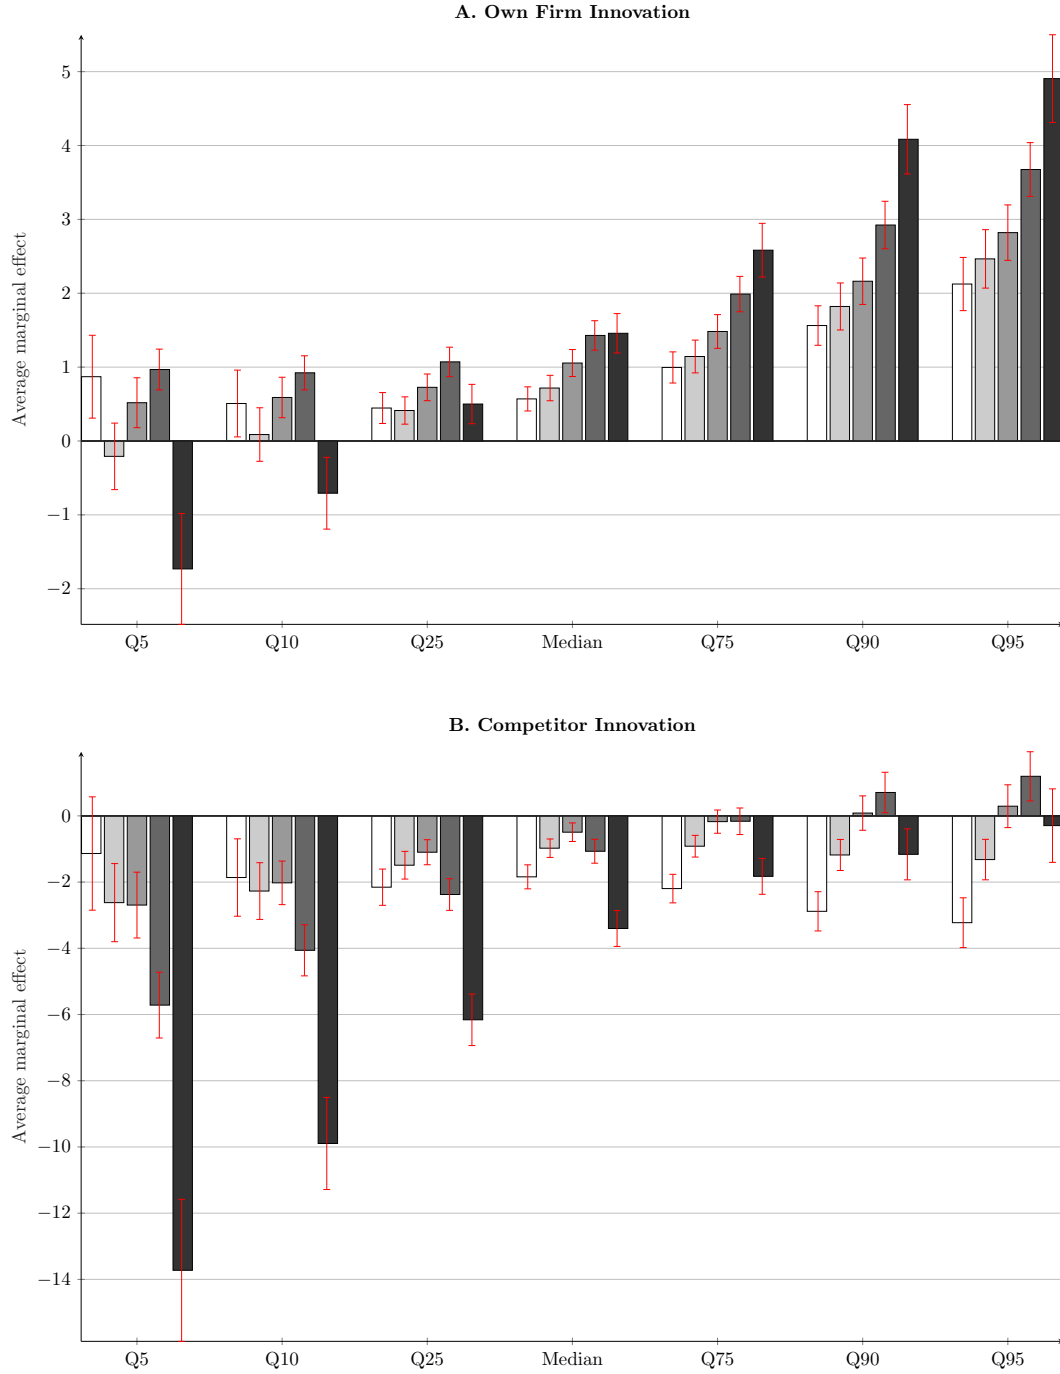 A. Own Firm Innovation
Average marginal effect
5
4
3
2
1
0
−1
−2
Q5 Q10 Q25 Median Q75 Q90 Q95
B. Competitor Innovation
Average marginal effect
0
−2
−4
−6
−8
−10
−12
−14
Q5 Q10 Q25 Median Q75 Q90 Q95